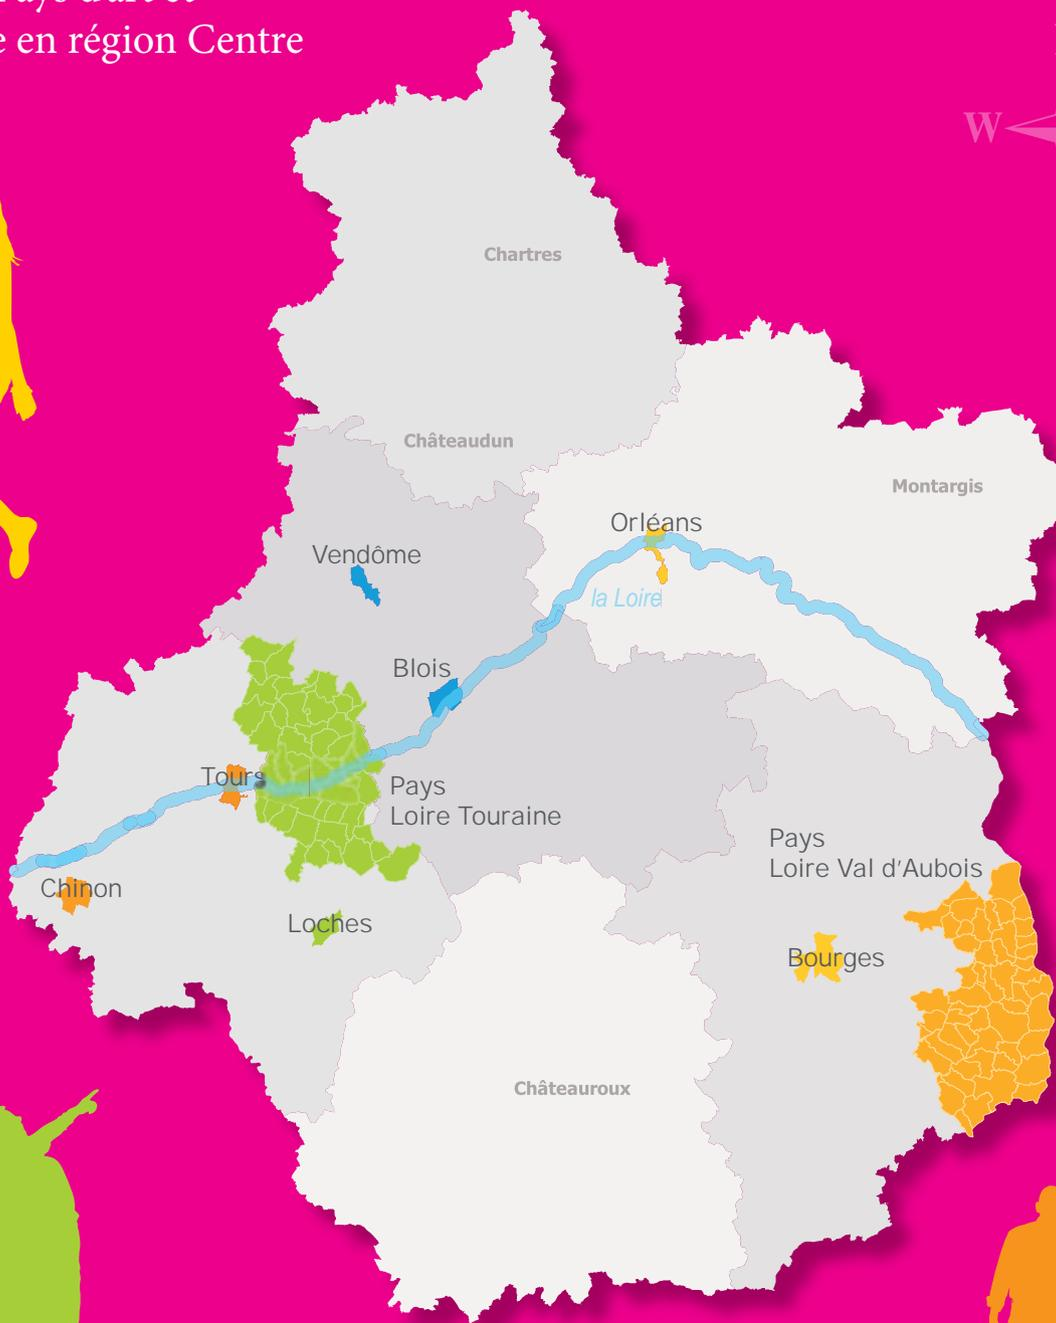 en région Centre
W
Chartres
Châteaudun
Montargis
Orléans
Vendôme
la Loire
Blois
Tours
Pays
Loire Touraine
Pays
Loire Val d'Aubois
Chinon
Loches
Bourges
Châteauroux